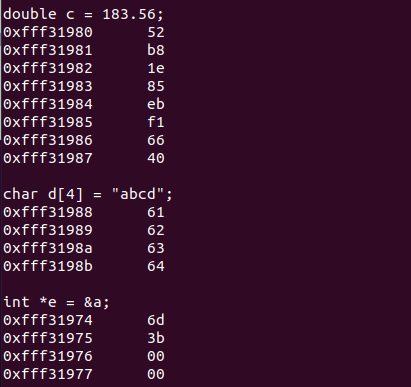 double c = 183.56;
0xfff31980      52
0xfff31981      b8
0xfff31982      1e
0xfff31983      85
0xfff31984      eb
0xfff31985      f1
0xfff31986      66
0xfff31987      40

char d[4] = "abcd";
0xfff31988      61
0xfff31989      62
0xfff3198a      63
0xfff3198b      64

int *e = &a;
0xfff31974      6d
0xfff31975      3b
0xfff31976      00
0xfff31977      00